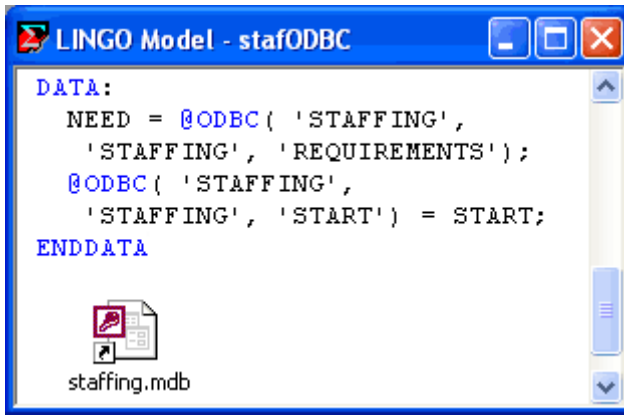 LINGO Model - stafODBC
DATA:
NEED = @ODBC( 'STAFFING',
'STAFFING', 'REQUIREMENTS');
@ODBC( 'STAFFING',
'STAFFING', 'START') = START;
ENDDATA
staffing.mdb